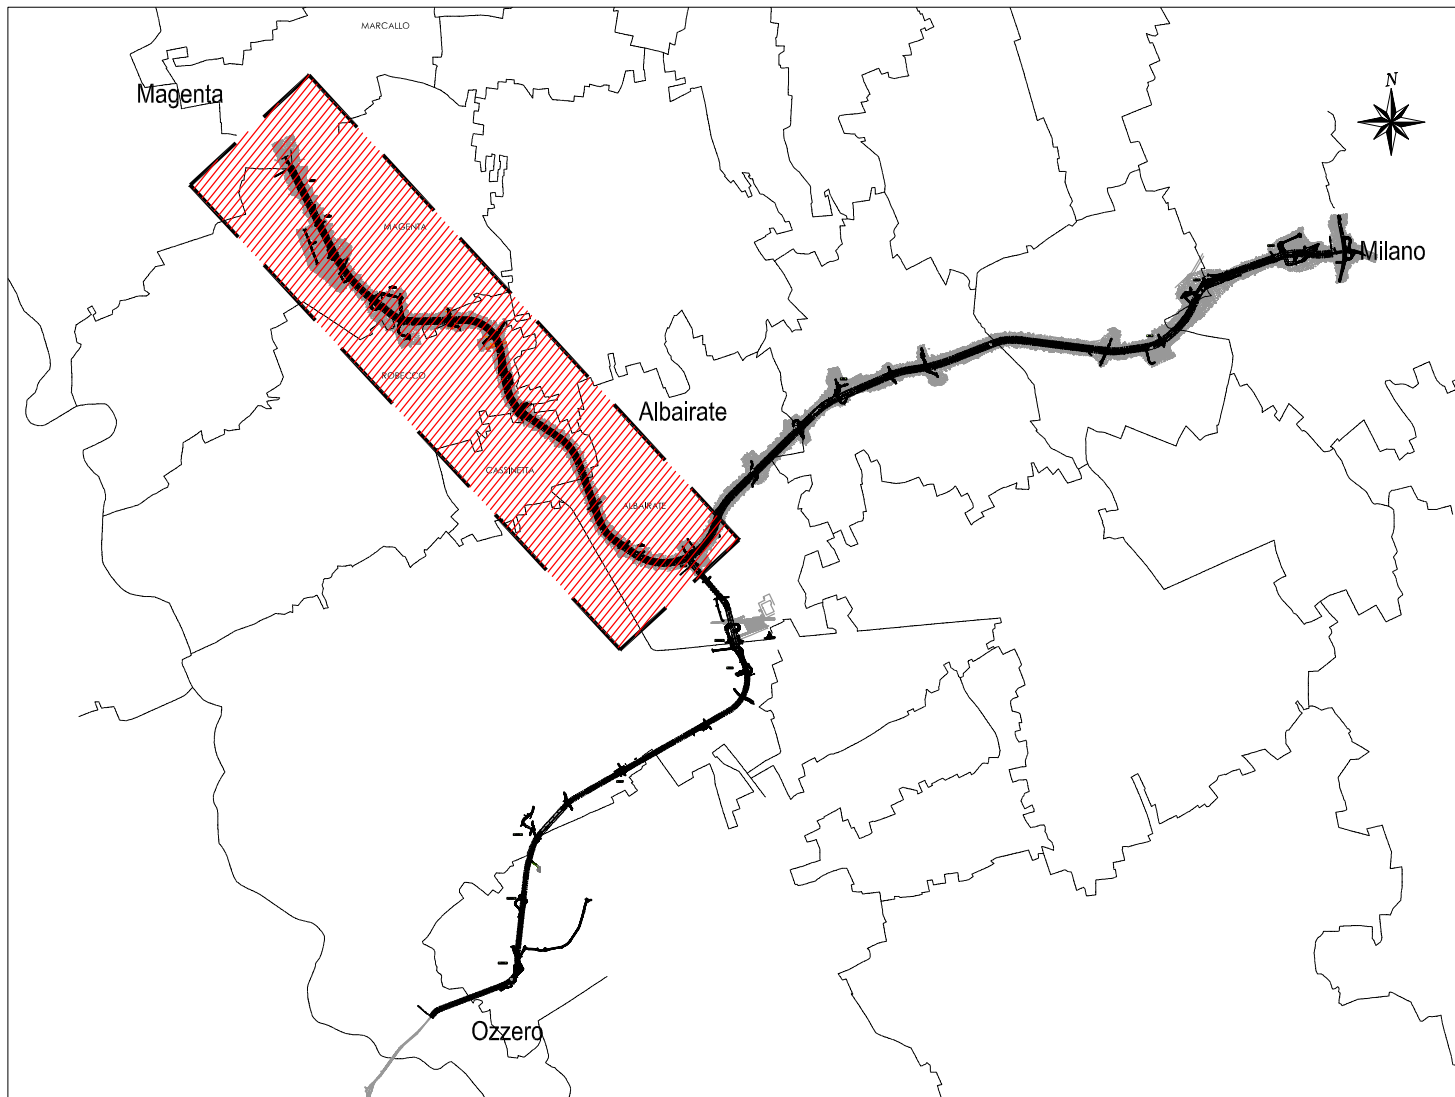 MARCALLO
Magenta
N
MAGENTA
Milano
ROBECCO
Albairate
CASSINETTA
ALBAIRATE
Ozzero